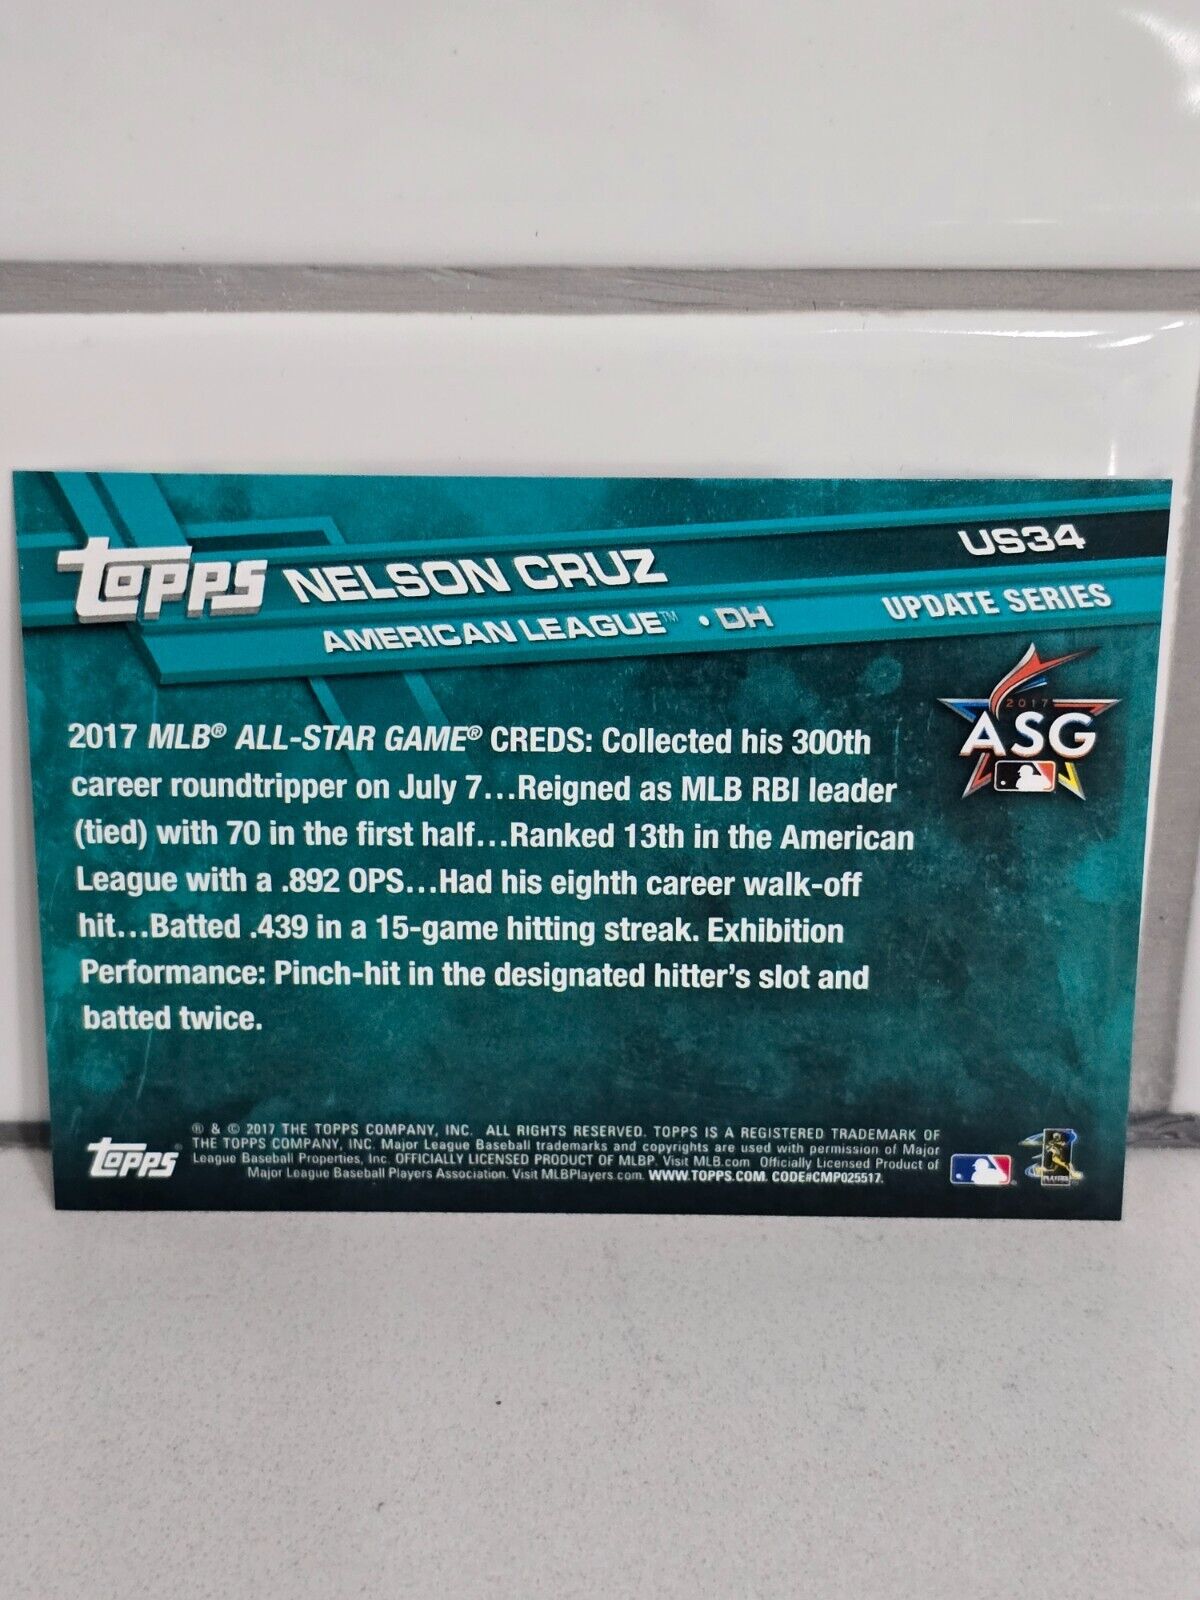 topps NELSON CRUZ US34
AMERICAN LEAGUE™ • DH UPDATE SERIES
2017
ASG
2017 MLB® ALL-STAR GAME® CREDS: Collected his 300th
career roundtripper on July 7...Reigned as MLB RBI leader
(tied) with 70 in the first half...Ranked 13th in the American
League with a .892 OPS...Had his eighth career walk-off
hit...Batted .439 in a 15-game hitting streak. Exhibition
Performance: Pinch-hit in the designated hitter's slot and
batted twice.
topps®
® & © 2017 THE TOPPS COMPANY, INC. ALL RIGHTS RESERVED. TOPPS IS A REGISTERED TRADEMARK OF
THE TOPPS COMPANY, INC. Major League Baseball trademarks and copyrights are used with permission of Major
League Baseball Properties, Inc. OFFICIALLY LICENSED PRODUCT OF MLBP. Visit MLB.com Officially Licensed Product of
Major League Baseball Players Association. Visit MLBPlayers.com. WWW.TOPPS.COM. CODE#CMP025517.
PLAYERS